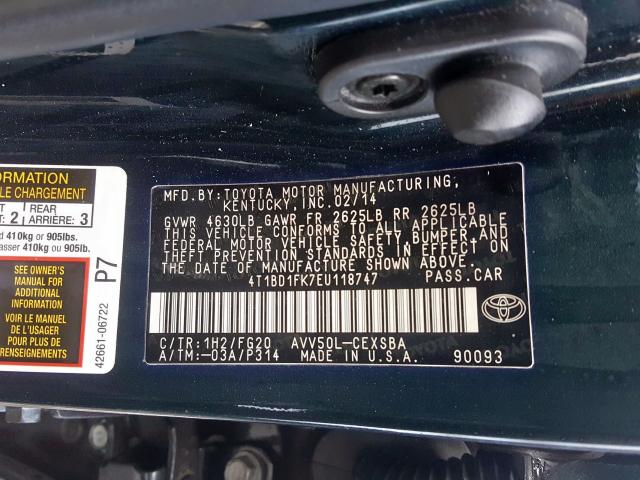 ORMATION
LE CHARGEMENT
T 2 REAR ARRIÈRE: 3
d 410kg or 905lbs.
asser 410kg ou 905lb.
SEE OWNER'S
MANUAL FOR
ADDITIONAL
INFORMATION
VOIR LE MANUEL
DE L'USAGER
POUR PLUS DE
RENSEIGNEMENTS
P7
42661-06722
MFD.BY:TOYOTA MOTOR MANUFACTURING,
KENTUCKY,INC.02/14
GVWR 4630LB GAWR FR 2625LB RR 2625LB
THIS VEHICLE CONFORMS TO ALL APPLICABLE
FEDERAL MOTOR VEHICLE SAFETY,BUMPER,AND
THEFT PREVENTION STANDARDS IN EFFECT ON
THE DATE OF MANUFACTURE SHOWN ABOVE.
4T1BD1FK7EU118747 PASS.CAR
C/TR:1H2/FG20 AVV50L-CEXSBA
A/TM:-03A/P314 MADE IN U.S.A. 90093